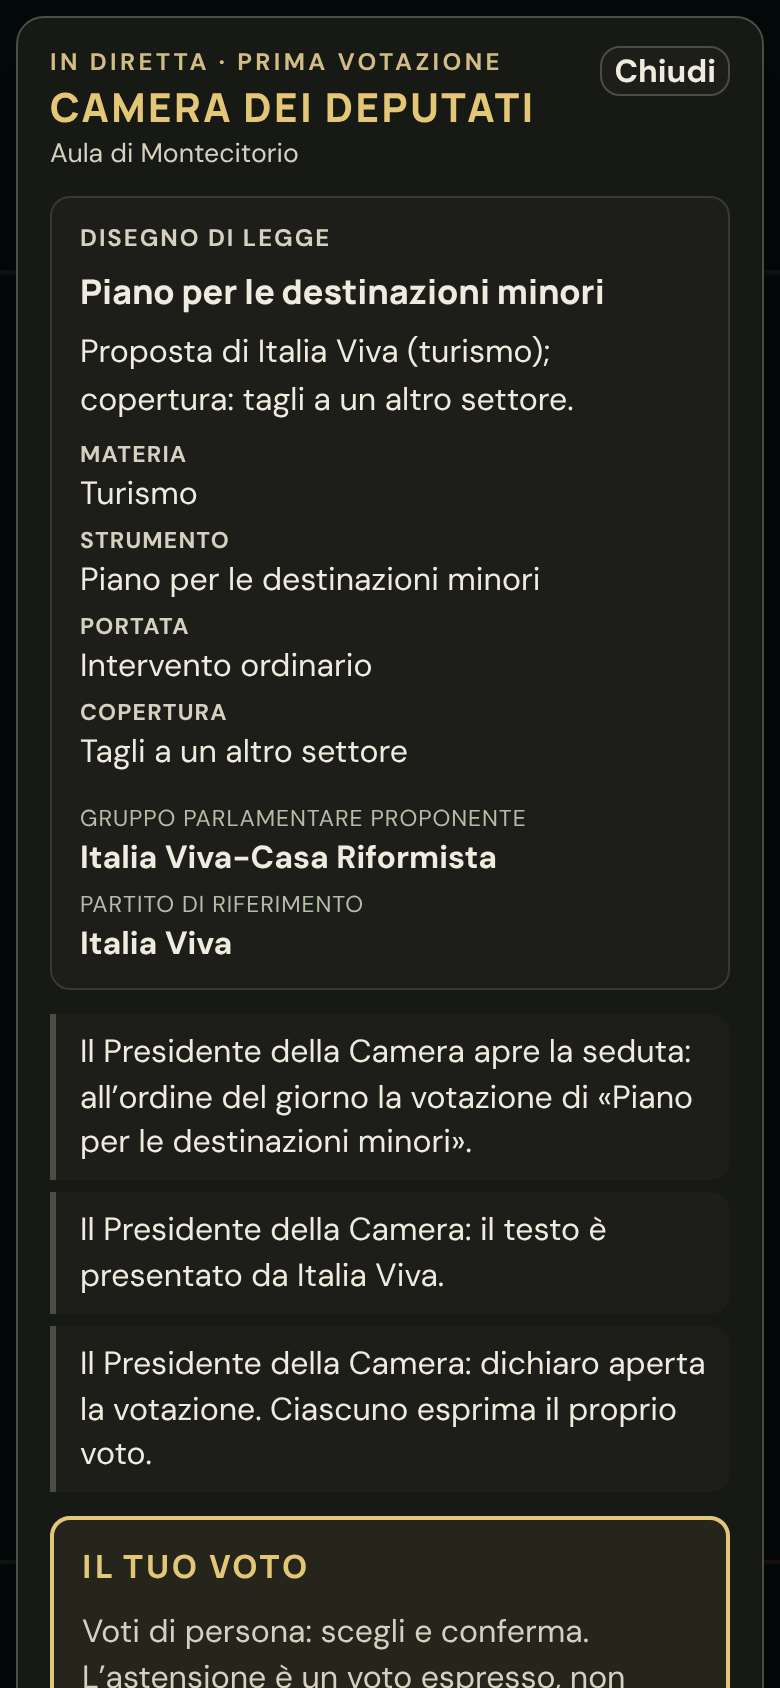 IN DIRETTA · PRIMA VOTAZIONE
Chiudi
CAMERA DEI DEPUTATI
Aula di Montecitorio
DISEGNO DI LEGGE
Piano per le destinazioni minori
Proposta di Italia Viva (turismo);
copertura: tagli a un altro settore.
MATERIA
Turismo
STRUMENTO
Piano per le destinazioni minori
PORTATA
Intervento ordinario
COPERTURA
Tagli a un altro settore
GRUPPO PARLAMENTARE PROPONENTE
Italia Viva-Casa Riformista
PARTITO DI RIFERIMENTO
Italia Viva
Il Presidente della Camera apre la seduta:
all’ordine del giorno la votazione di «Piano
per le destinazioni minori».
Il Presidente della Camera: il testo è
presentato da Italia Viva.
Il Presidente della Camera: dichiaro aperta
la votazione. Ciascuno esprima il proprio
voto.
IL TUO VOTO
Voti di persona: scegli e conferma.
L’astensione è un voto espresso, non